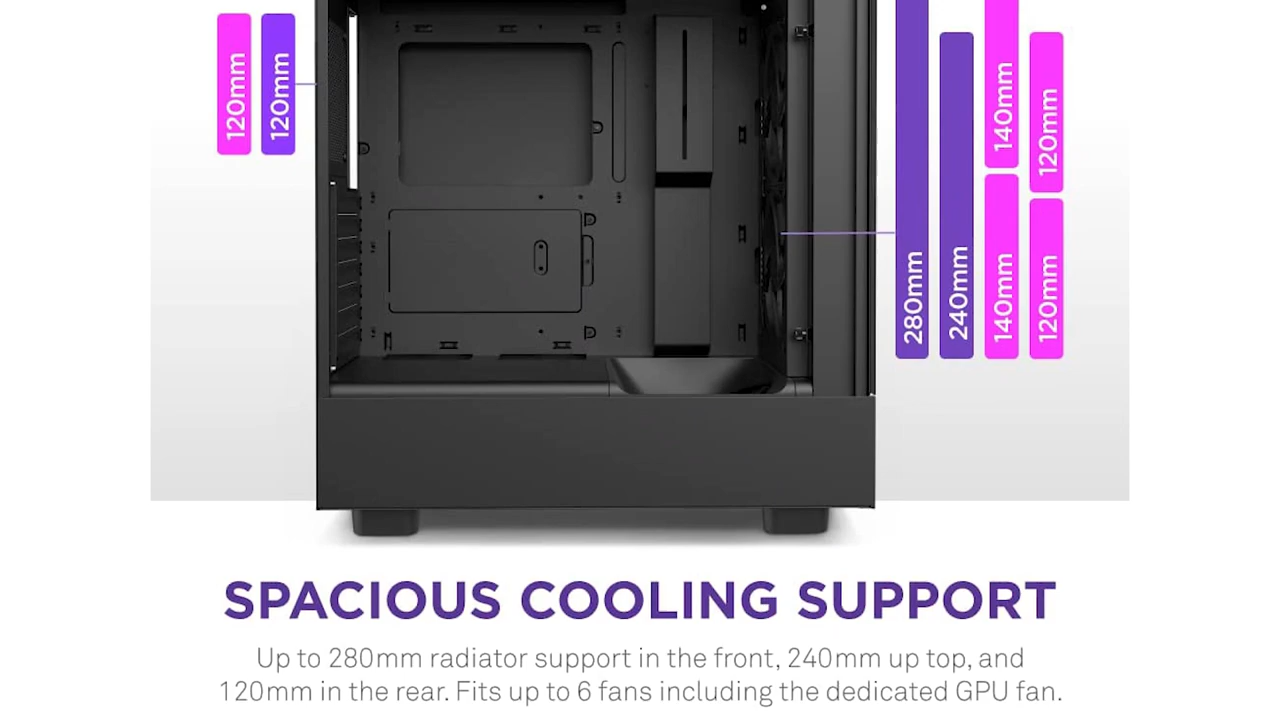 120mm
120mm
280mm
240mm
140mm
140mm
120mm
120mm
SPACIOUS COOLING SUPPORT
Up to 280mm radiator support in the front, 240mm up top, and
120mm in the rear. Fits up to 6 fans including the dedicated GPU fan.